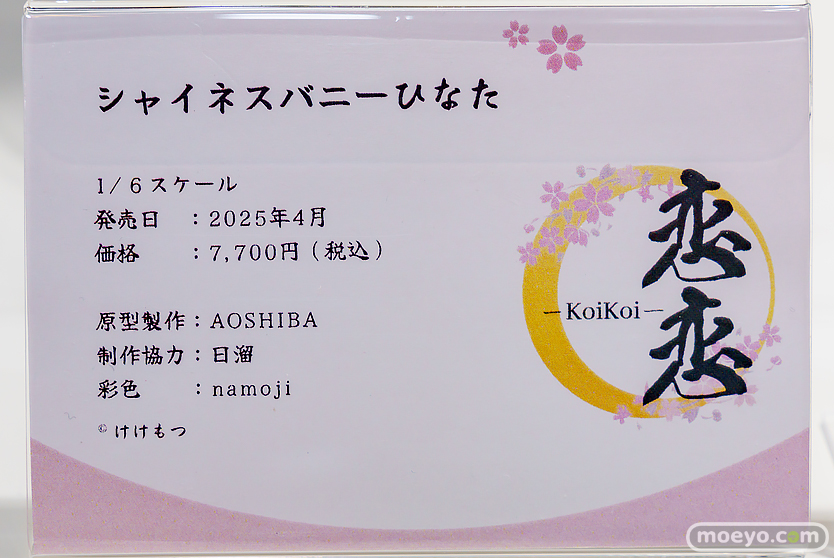 シャイネスバニーひなた
1/6スケール
発売日　：2025年4月
価格　　：7,700円（税込）
原型製作：AOSHIBA
制作協力：日溜
彩色　　：namoji
©けけもつ
恋恋
—KoiKoi—
moeyo.com